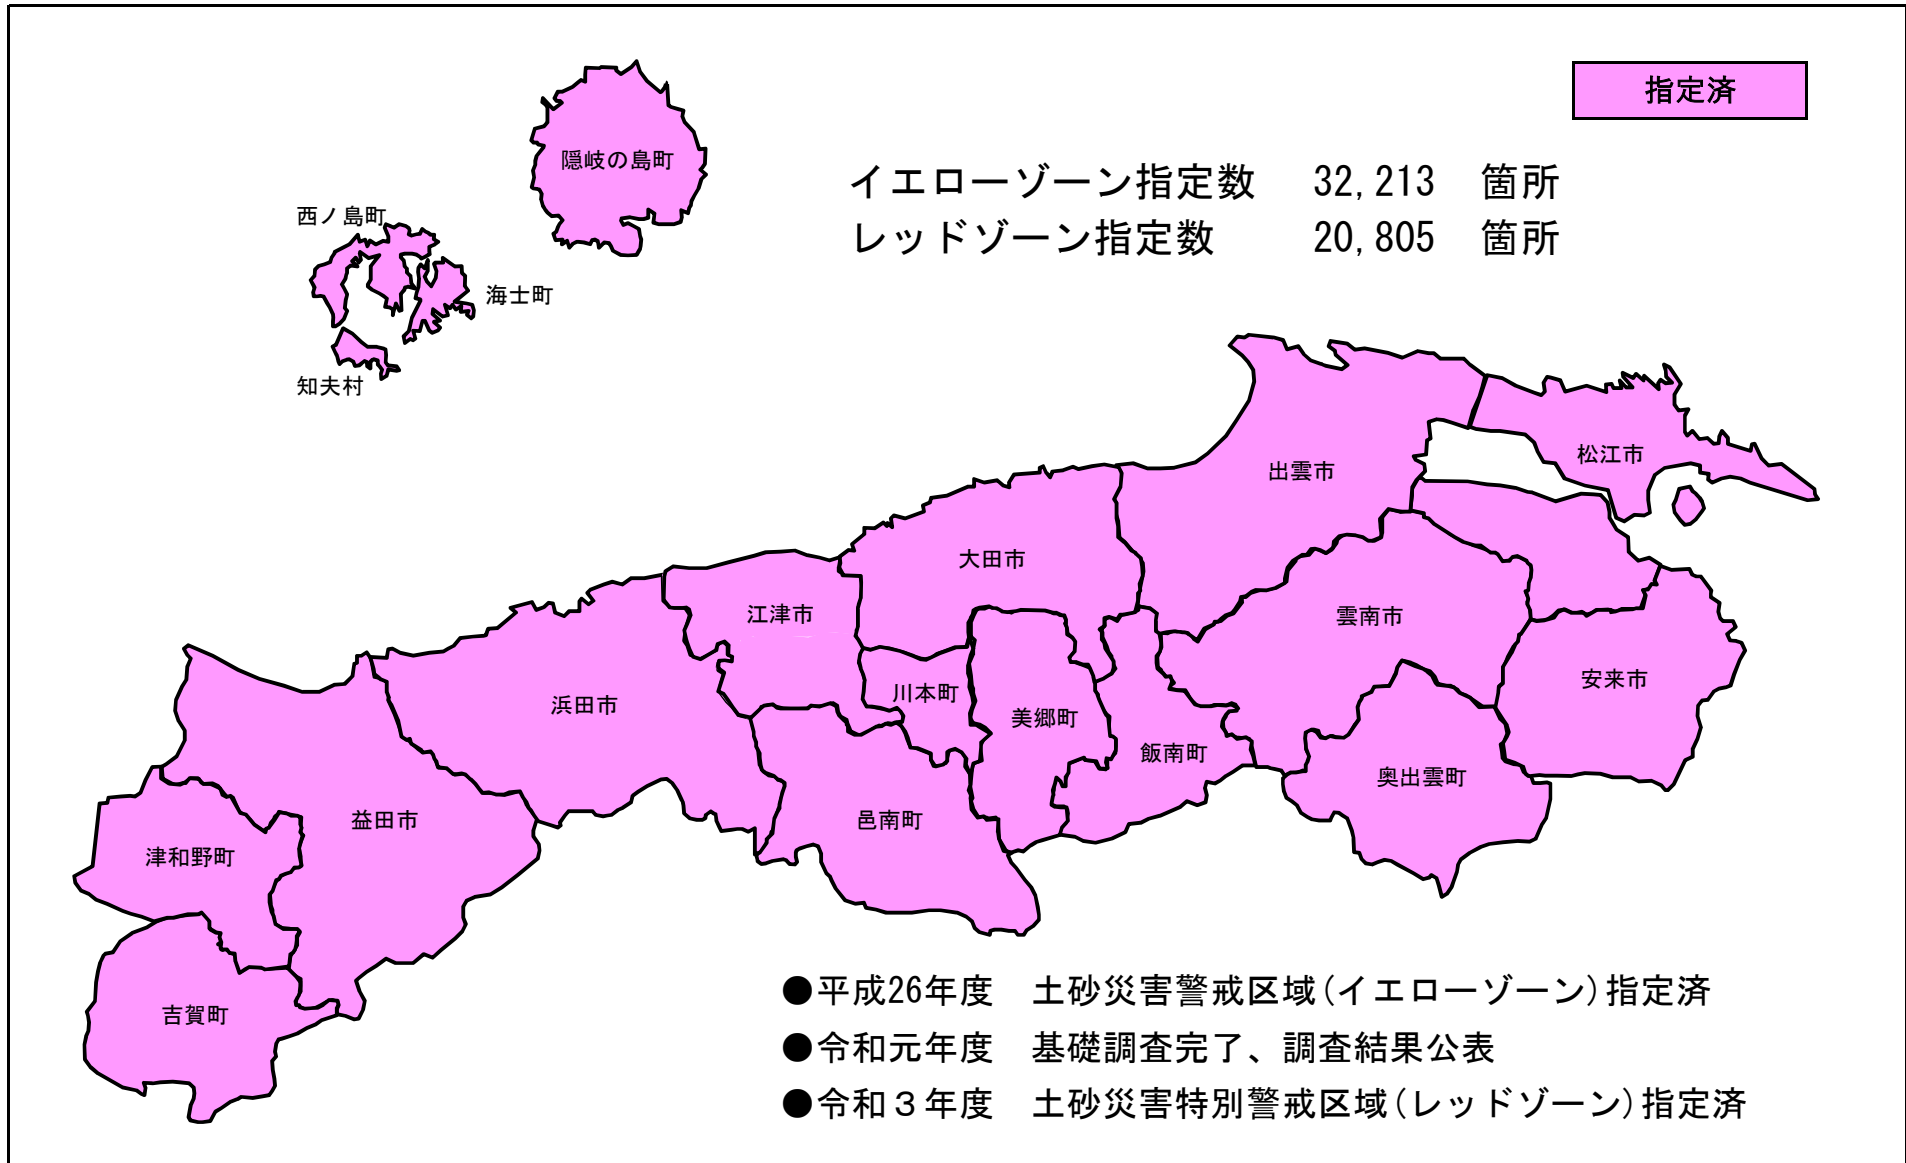 指定済
隠岐の島町
イエローゾーン指定数 32,213 箇所
西ノ島町
レッドゾーン指定数 20,805 箇所
海士町
知夫村
松江市
出雲市
大田市
江津市
雲南市
安来市
川本町
浜田市
美郷町
飯南町
奥出雲町
益田市
邑南町
津和野町
●平成26年度 土砂災害警戒区域(イエローゾーン)指定済
吉賀町
●令和元年度 基礎調査完了、調査結果公表
●令和３年度 土砂災害特別警戒区域(レッドゾーン)指定済